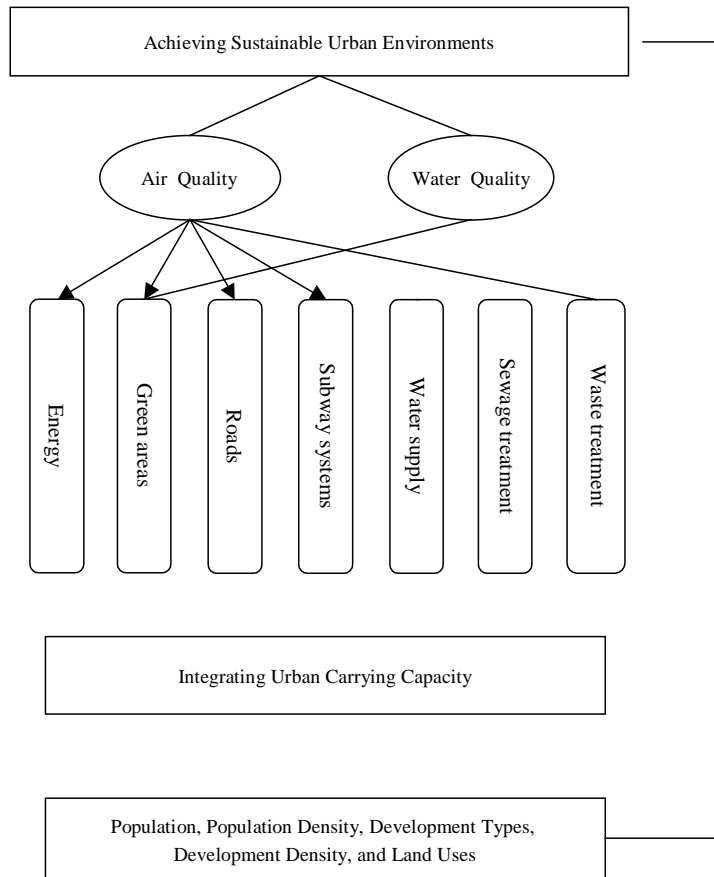 Achieving Sustainable Urban Environments
Air Quality
Water Quality
Energy
Green areas
Roads
Subway systems
Water supply
Sewage treatment
Waste treatment
Integrating Urban Carrying Capacity
Population, Population Density, Development Types,
Development Density, and Land Uses